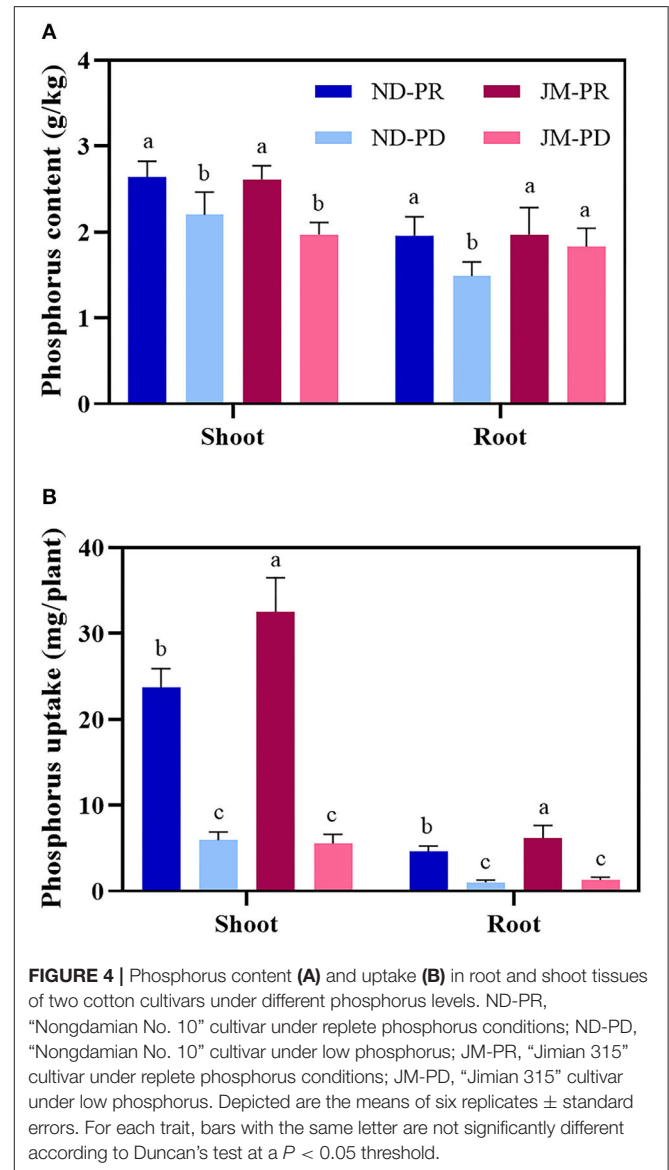 A
Phosphorus content (g/kg)
4
3
2
1
0
ND-PR
JM-PR
ND-PD
JM-PD
a
b
a
b
a
b
a
a
Shoot
Root
B
Phosphorus uptake (mg/plant)
40
30
20
10
0
b
c
a
c
b
c
a
c
Shoot
Root
FIGURE 4 | Phosphorus content (A) and uptake (B) in root and shoot tissues
of two cotton cultivars under different phosphorus levels. ND-PR,
“Nongdamian No. 10” cultivar under replete phosphorus conditions; ND-PD,
“Nongdamian No. 10” cultivar under low phosphorus; JM-PR, “Jimian 315”
cultivar under replete phosphorus conditions; JM-PD, “Jimian 315” cultivar
under low phosphorus. Depicted are the means of six replicates ± standard
errors. For each trait, bars with the same letter are not significantly different
according to Duncan’s test at a P < 0.05 threshold.